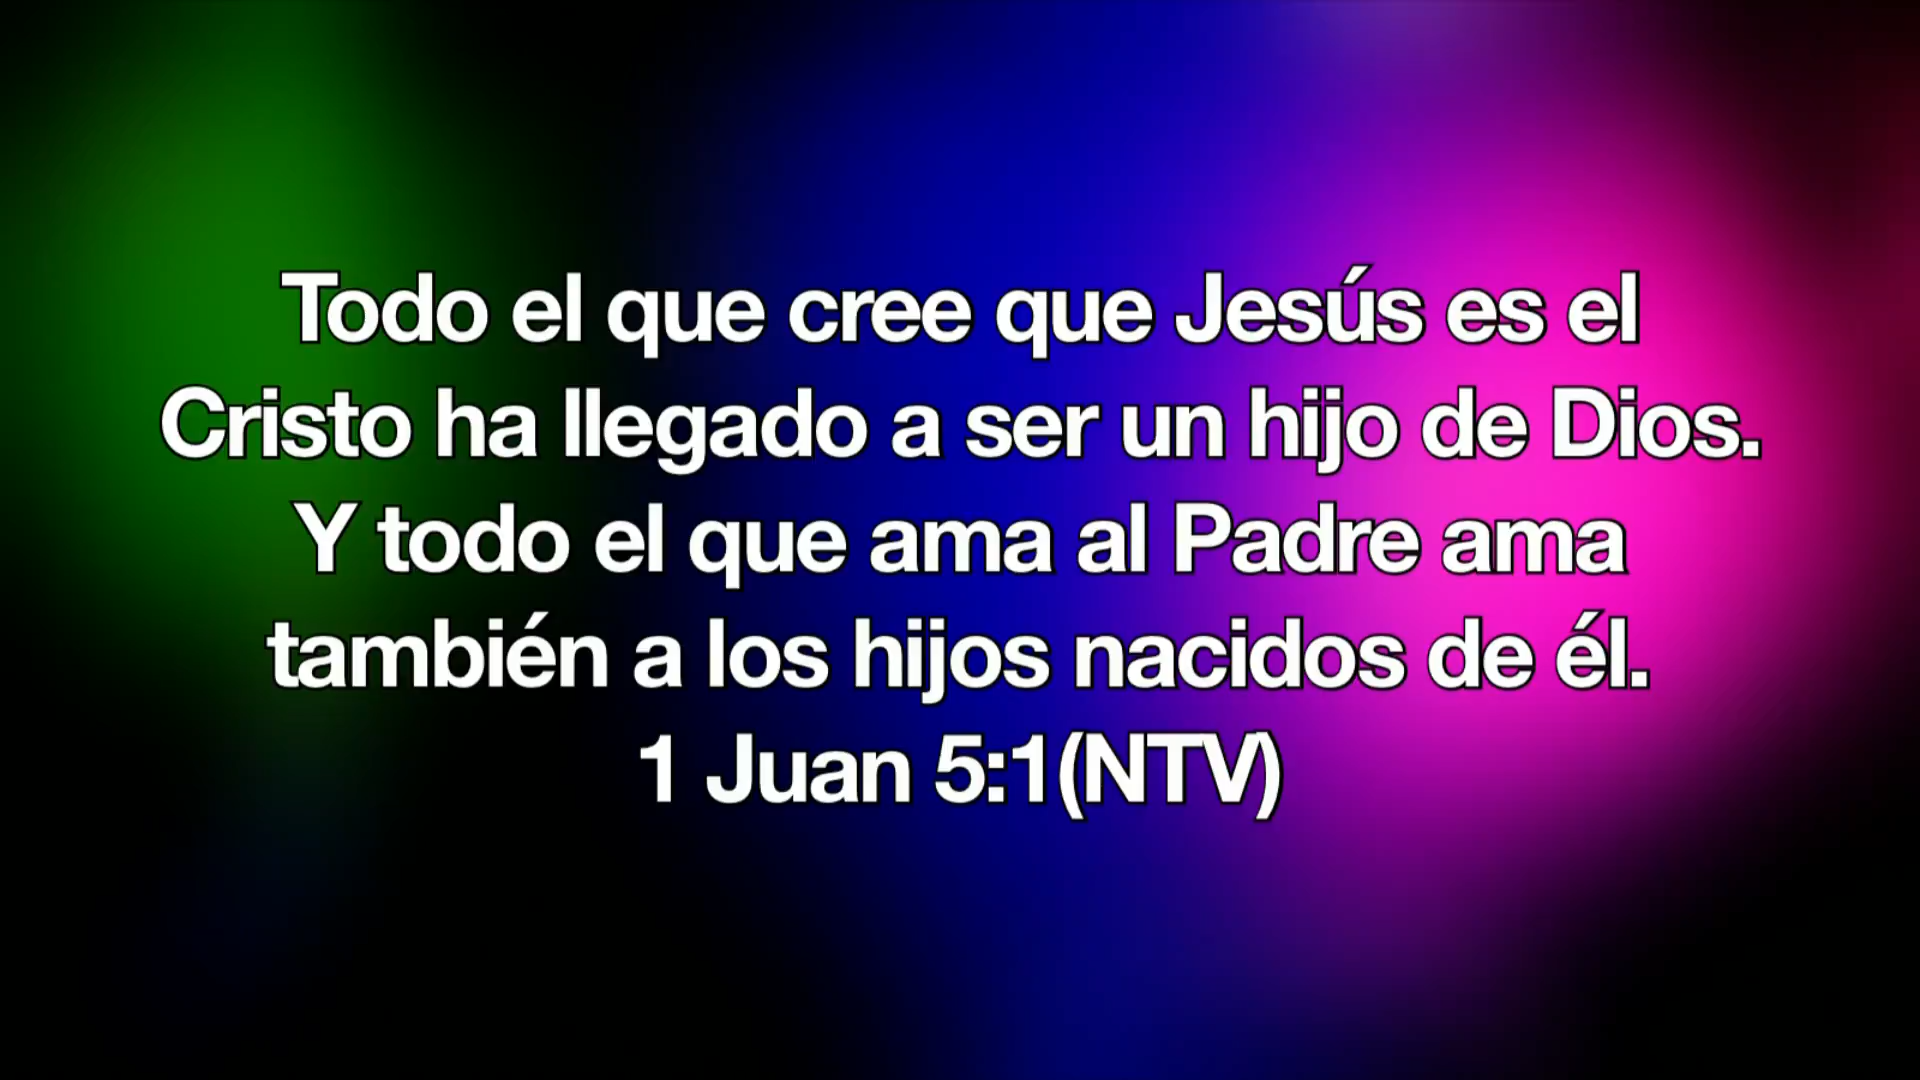 Todo el que cree que Jesús es el
Cristo ha llegado a ser un hijo de Dios.
Y todo el que ama al Padre ama
también a los hijos nacidos de él.
1 Juan 5:1(NTV)